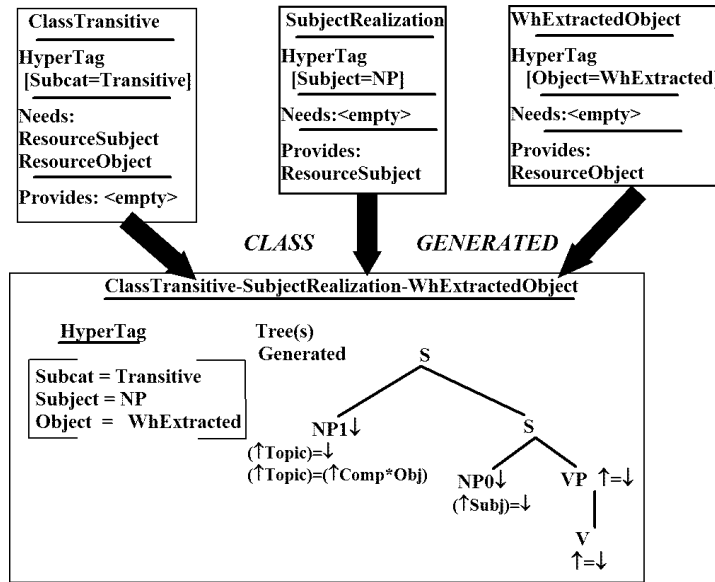 ClassTransitive
HyperTag
[Subcat=Transitive]
Needs:
ResourceSubject
ResourceObject
Provides: <empty>
SubjectRealization
HyperTag
[Subject=NP]
Needs:<empty>
Provides:
ResourceSubject
WhExtractedObject
HyperTag
[Object=WhExtracted]
Needs:<empty>
Provides:
ResourceObject
CLASS GENERATED
ClassTransitive-SubjectRealization-WhExtractedObject
HyperTag
Subcat = Transitive
Subject = NP
Object = WhExtracted
Tree(s)
Generated
S
NP1↓ S
(↑Topic)=↓
(↑Topic)=(↑Comp*Obj)
NP0↓ VP ↑=↓
(↑Subj)=↓
V
↑=↓